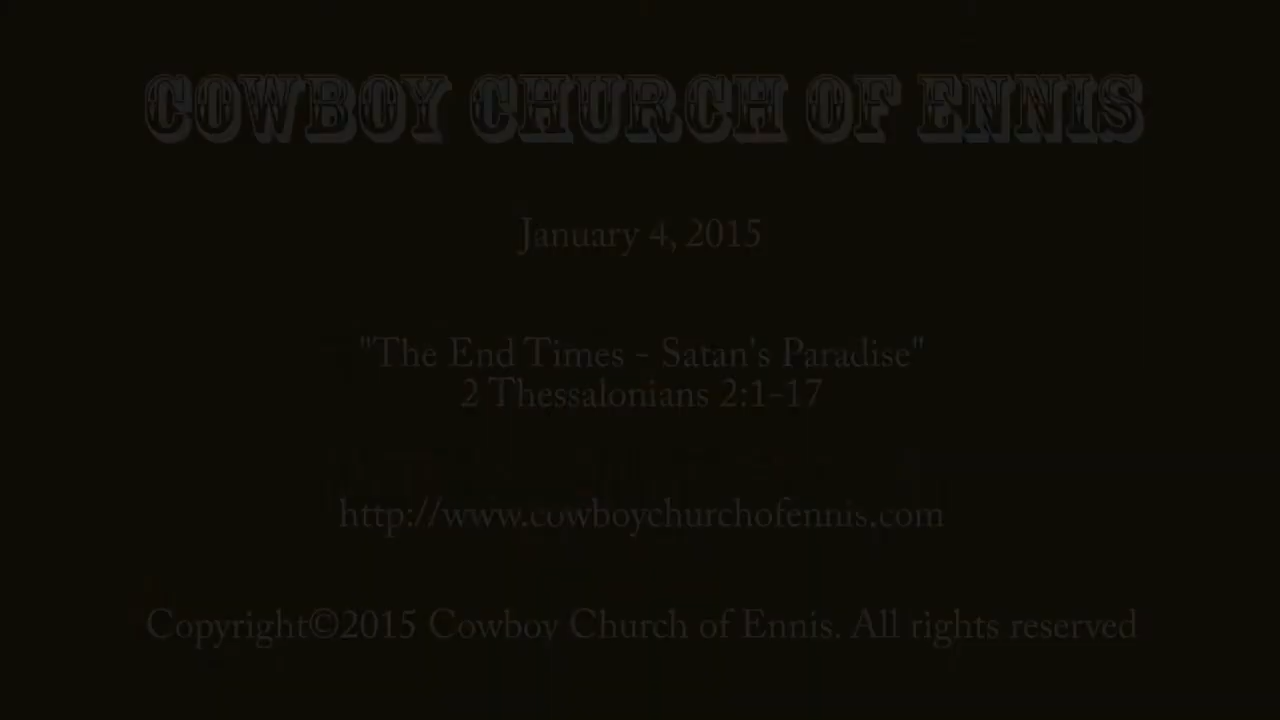 COWBOY CHURCH OF ENNIS
January 4, 2015
"The End Times - Satan's Paradise"
2 Thessalonians 2:1-17
http://www.cowboychurchofennis.com
Copyright©2015 Cowboy Church of Ennis. All rights reserved